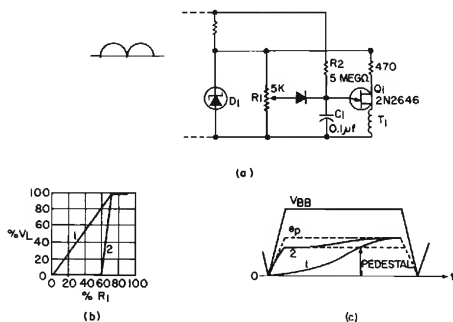 R2
5 MEGΩ
470
5K
R1
D1
Q1
2N2646
C1
0.1µf
T1
(a)
%VL
100
80
60
40
20
0
1
2
0 20 40 60 80 100
% R1
(b)
VBB
ep
2
1
PEDESTAL
0
t
(c)